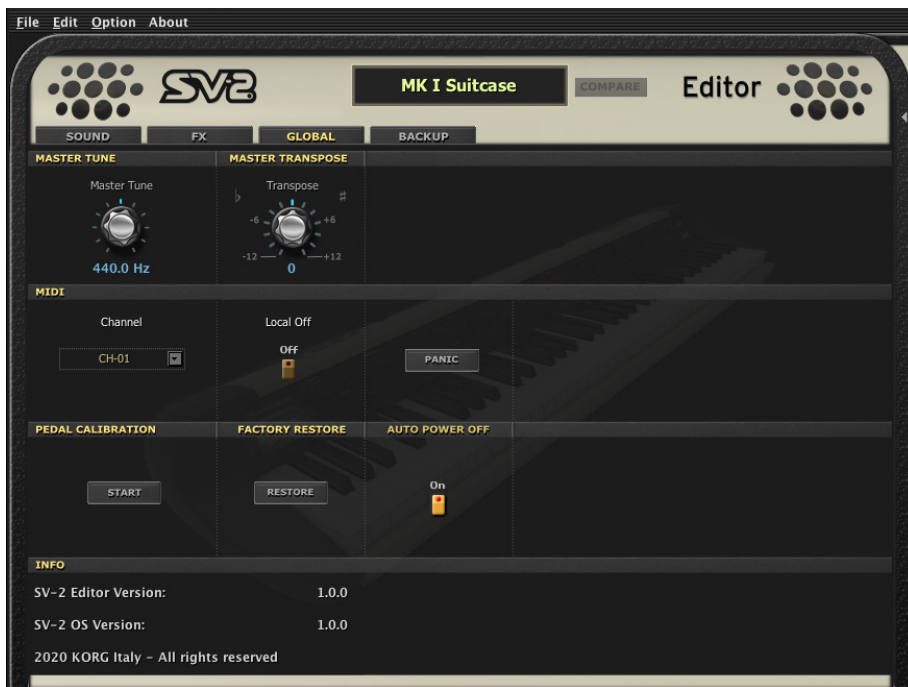 File Edit Option About
SV2 MK I Suitcase COMPARE Editor
SOUND FX GLOBAL BACKUP
MASTER TUNE MASTER TRANSPOSE
Master Tune Transpose
♭ ♯
-6 +6
-12 +12
440.0 Hz 0
MIDI
Channel Local Off
Off
CH-01 PANIC
PEDAL CALIBRATION FACTORY RESTORE AUTO POWER OFF
On
START RESTORE
INFO
SV-2 Editor Version: 1.0.0
SV-2 OS Version: 1.0.0
2020 KORG Italy - All rights reserved